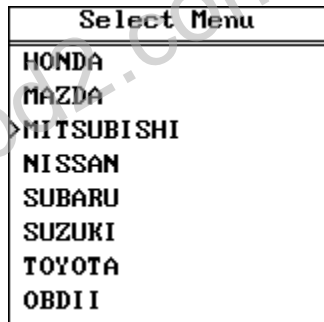 Select Menu
HONDA
MAZDA
>MITSUBISHI
NISSAN
SUBARU
SUZUKI
TOYOTA
OBDII